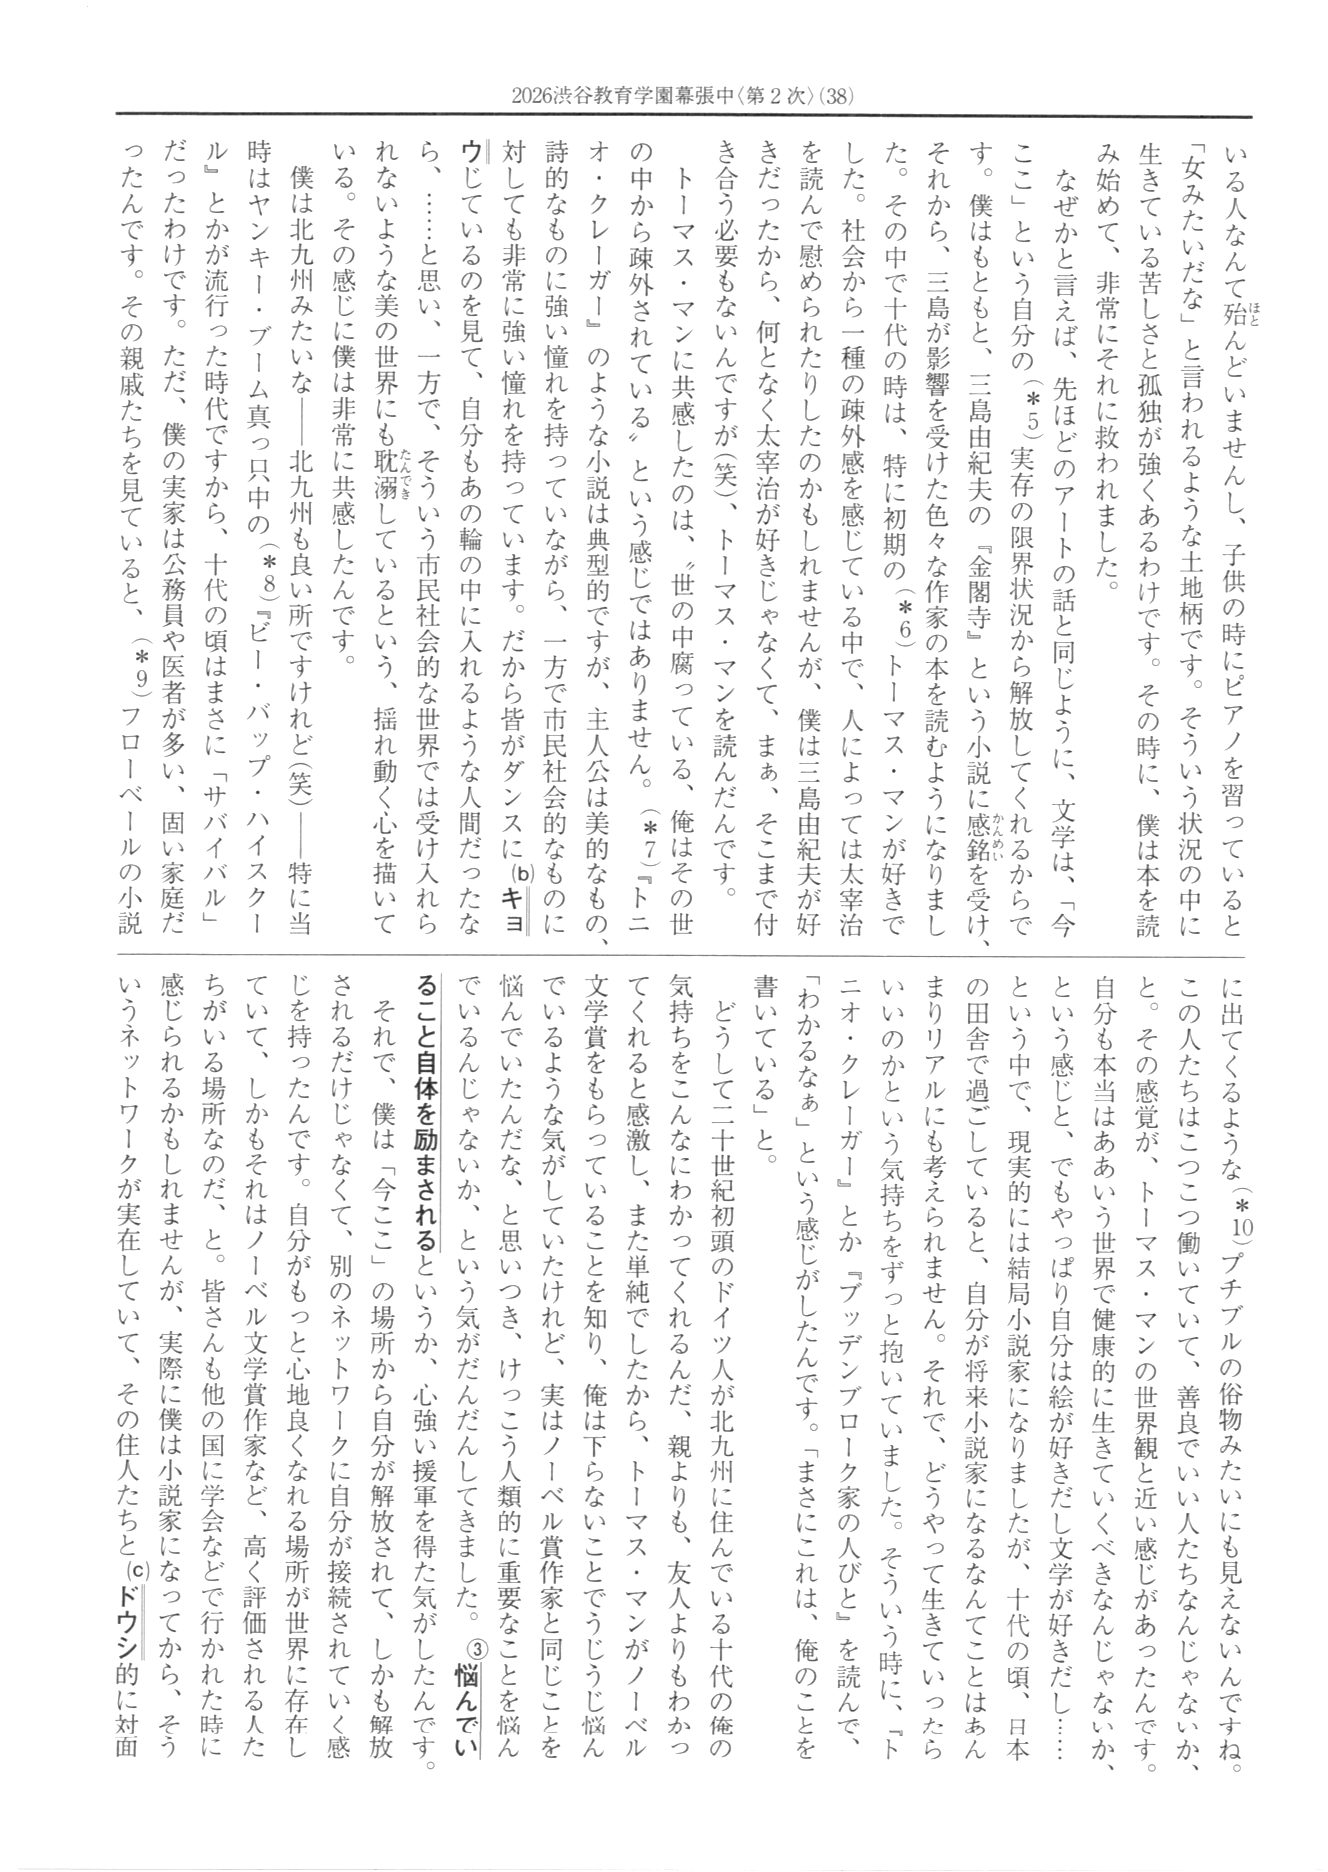 2026渋谷教育学園幕張中〈第2次〉(38)
いる人なんて殆んどいませんし、子供の時にピアノを習っていると
「女みたいだな」と言われるような土地柄です。そういう状況の中に
生きている苦しさと孤独が強くあるわけです。その時に、僕は本を読
み始めて、非常にそれに救われました。
なぜかと言えば、先ほどのアートの話と同じように、文学は、「今
ここ」という自分の(＊5)実存の限界状況から解放してくれるからで
す。僕はもともと、三島由紀夫の『金閣寺』という小説に感銘を受け、
それから、三島が影響を受けた色々な作家の本を読むようになりまし
た。その中で十代の時は、特に初期の(＊6)トーマス・マンが好きで
した。社会から一種の疎外感を感じている中で、人によっては太宰治
を読んで慰められたりしたのかもしれませんが、僕は三島由紀夫が好
きだったから、何となく太宰治が好きじゃなくて、まぁ、そこまで付
き合う必要もないんですが(笑)、トーマス・マンを読んだんです。
トーマス・マンに共感したのは、〝世の中腐っている、俺はその世
の中から疎外されている〟という感じではありません。(＊7)『トニ
オ・クレーガー』のような小説は典型的ですが、主人公は美的なもの、
詩的なものに強い憧れを持っていながら、一方で市民社会的なものに
対しても非常に強い憧れを持っています。だから皆がダンスに(b)キョ
ウじているのを見て、自分もあの輪の中に入れるような人間だったな
ら、……と思い、一方で、そういう市民社会的な世界では受け入れら
れないような美の世界にも耽溺しているという、揺れ動く心を描いて
いる。その感じに僕は非常に共感したんです。
僕は北九州みたいな――北九州も良い所ですけれど(笑)――特に当
時はヤンキー・ブーム真っ只中の(＊8)『ビー・バップ・ハイスクー
ル』とかが流行った時代ですから、十代の頃はまさに「サバイバル」
だったわけです。ただ、僕の実家は公務員や医者が多い、固い家庭だ
ったんです。その親戚たちを見ていると、(＊9)フローベールの小説
に出てくるような(＊10)プチブルの俗物みたいにも見えないんですね。
この人たちはこつこつ働いていて、善良でいい人たちなんじゃないか、
と。その感覚が、トーマス・マンの世界観と近い感じがあったんです。
自分も本当はああいう世界で健康的に生きていくべきなんじゃないか、
という感じと、でもやっぱり自分は絵が好きだし文学が好きだし……
という中で、現実的には結局小説家になりましたが、十代の頃、日本
の田舎で過ごしていると、自分が将来小説家になるなんてことはあん
まりリアルにも考えられません。それで、どうやって生きていったら
いいのかという気持ちをずっと抱いていました。そういう時に、『ト
ニオ・クレーガー』とか『ブッデンブローク家の人びと』を読んで、
「わかるなぁ」という感じがしたんです。「まさにこれは、俺のことを
書いている」と。
どうして二十世紀初頭のドイツ人が北九州に住んでいる十代の俺の
気持ちをこんなにわかってくれるんだ、親よりも、友人よりもわかっ
てくれると感激し、また単純でしたから、トーマス・マンがノーベル
文学賞をもらっていることを知り、俺は下らないことでうじうじ悩ん
でいるような気がしていたけれど、実はノーベル賞作家と同じことを
悩んでいたんだな、と思いつき、けっこう人類的に重要なことを悩ん
でいるんじゃないか、という気がだんだんしてきました。③悩んでい
ること自体を励まされるというか、心強い援軍を得た気がしたんです。
それで、僕は「今ここ」の場所から自分が解放されて、しかも解放
されるだけじゃなくて、別のネットワークに自分が接続されていく感
じを持ったんです。自分がもっと心地良くなれる場所が世界に存在し
ていて、しかもそれはノーベル文学賞作家など、高く評価される人た
ちがいる場所なのだ、と。皆さんも他の国に学会などで行かれた時に
感じられるかもしれませんが、実際に僕は小説家になってから、そう
いうネットワークが実在していて、その住人たちと(c)ドウシ的に対面